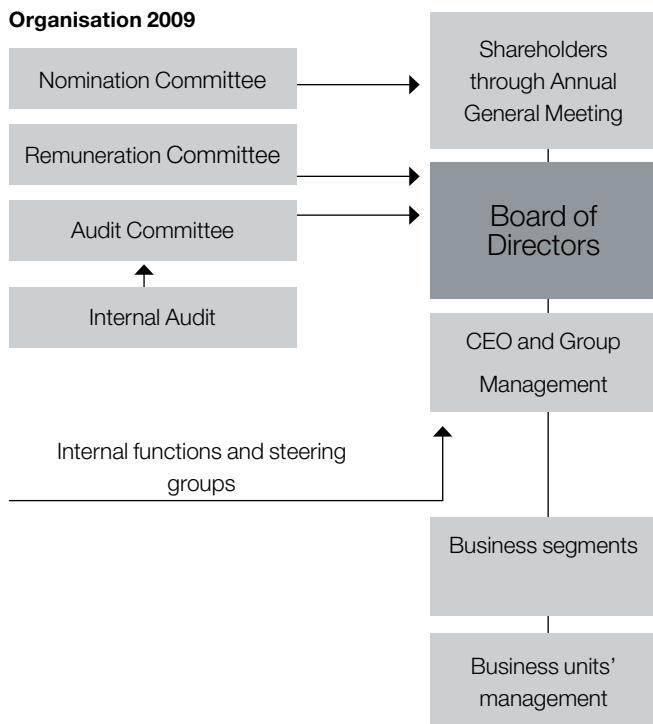 Organisation 2009
Nomination Committee
Remuneration Committee
Audit Committee
Internal Audit
Internal functions and steering
groups
Shareholders
through Annual
General Meeting
Board of
Directors
CEO and Group
Management
Business segments
Business units’
management